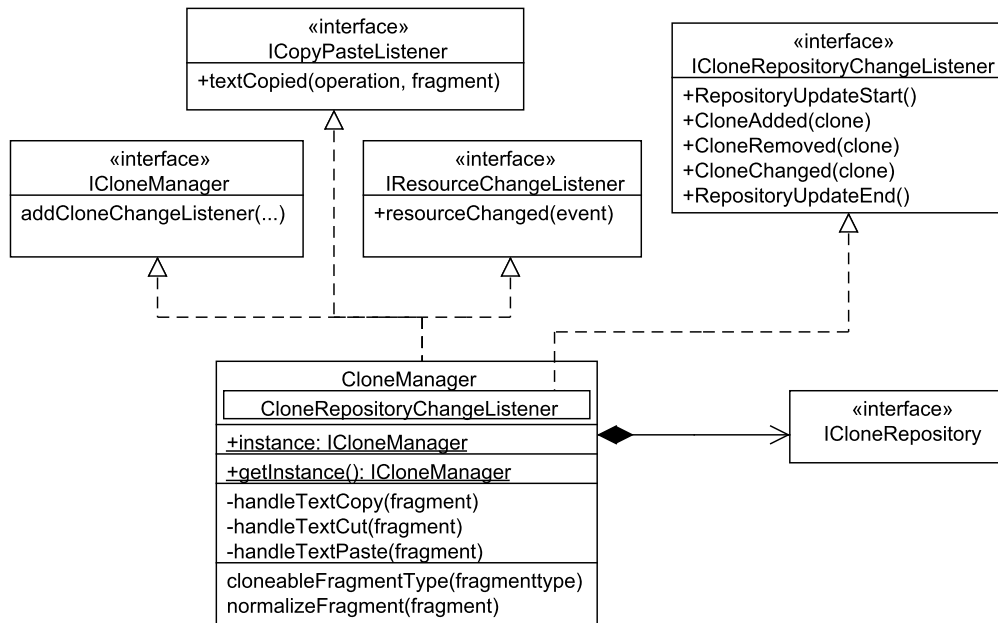 «interface»
ICopyPasteListener
+textCopied(operation, fragment)
«interface»
ICloneRepositoryChangeListener
+RepositoryUpdateStart()
+CloneAdded(clone)
+CloneRemoved(clone)
+CloneChanged(clone)
+RepositoryUpdateEnd()
«interface»
ICloneManager
addCloneChangeListener(...)
«interface»
IResourceChangeListener
+resourceChanged(event)
CloneManager
CloneRepositoryChangeListener
+instance: ICloneManager
+getInstance(): ICloneManager
-handleTextCopy(fragment)
-handleTextCut(fragment)
-handleTextPaste(fragment)
cloneableFragmentType(fragmenttype)
normalizeFragment(fragment)
«interface»
ICloneRepository